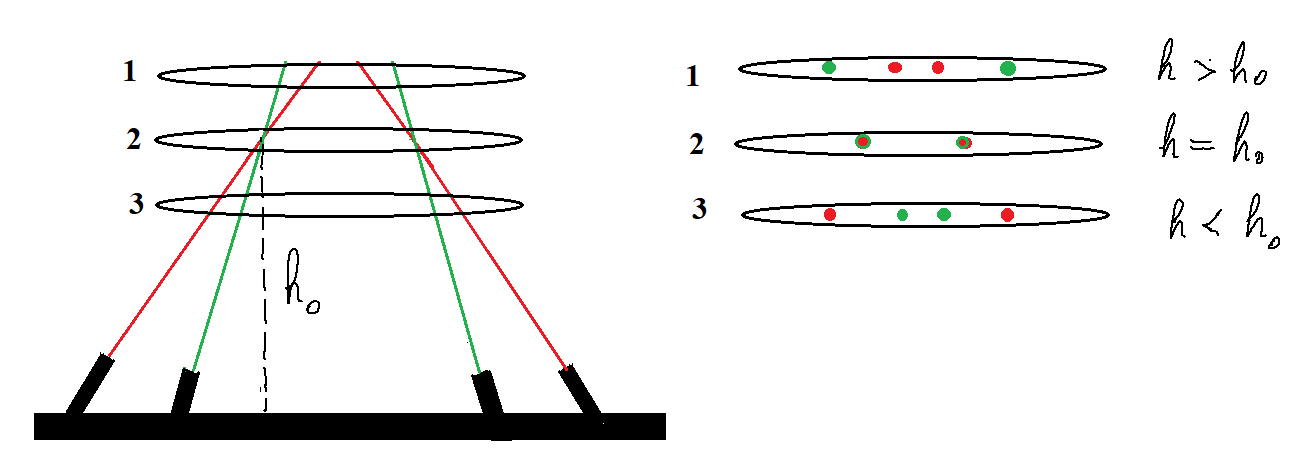 1
2
3
h₀
1 h > h₀
2 h = h₀
3 h < h₀